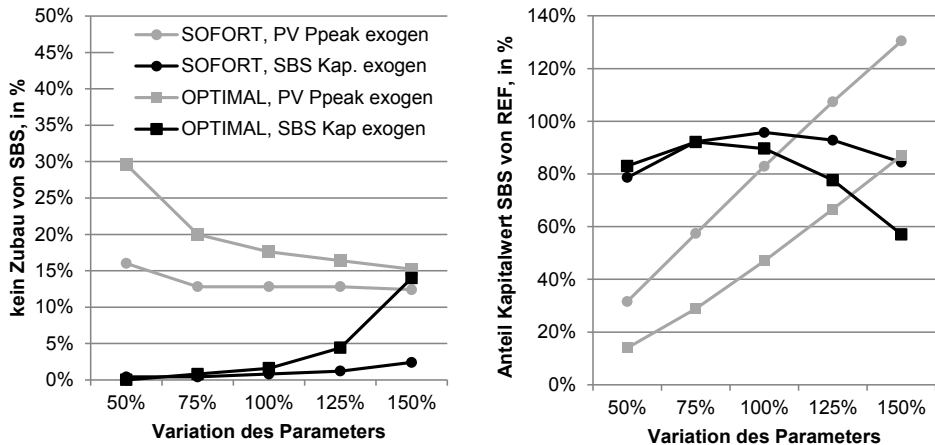 kein Zubau von SBS, in %
50%
45%
40%
35%
30%
25%
20%
15%
10%
5%
0%
SOFORT, PV Ppeak exogen
SOFORT, SBS Kap. exogen
OPTIMAL, PV Ppeak exogen
OPTIMAL, SBS Kap exogen
50% 75% 100% 125% 150%
Variation des Parameters
Anteil Kapitalwert SBS von REF, in %
140%
120%
100%
80%
60%
40%
20%
0%
50% 75% 100% 125% 150%
Variation des Parameters